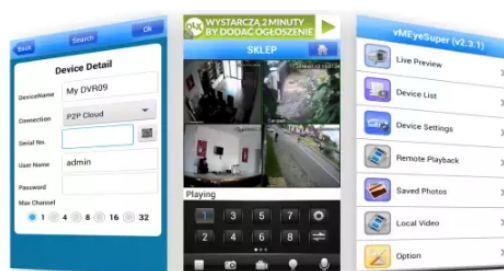 Back
Search
Ok
Device Detail
DeviceName
My DVR09
Connection
P2P Cloud
Serial No.
User Name
admin
Password
Max Channel
1 4 8 16 32
OLX
WYSTARCZA 2 MINUTY
BY DODAĆ OGŁOSZENIE
SKLEP
Playing
1 3 5 7
2 4 6 8
vMEyeSuper (v2.3.1)
Live Preview
Device List
Device Settings
Remote Playback
Saved Photos
Local Video
Option